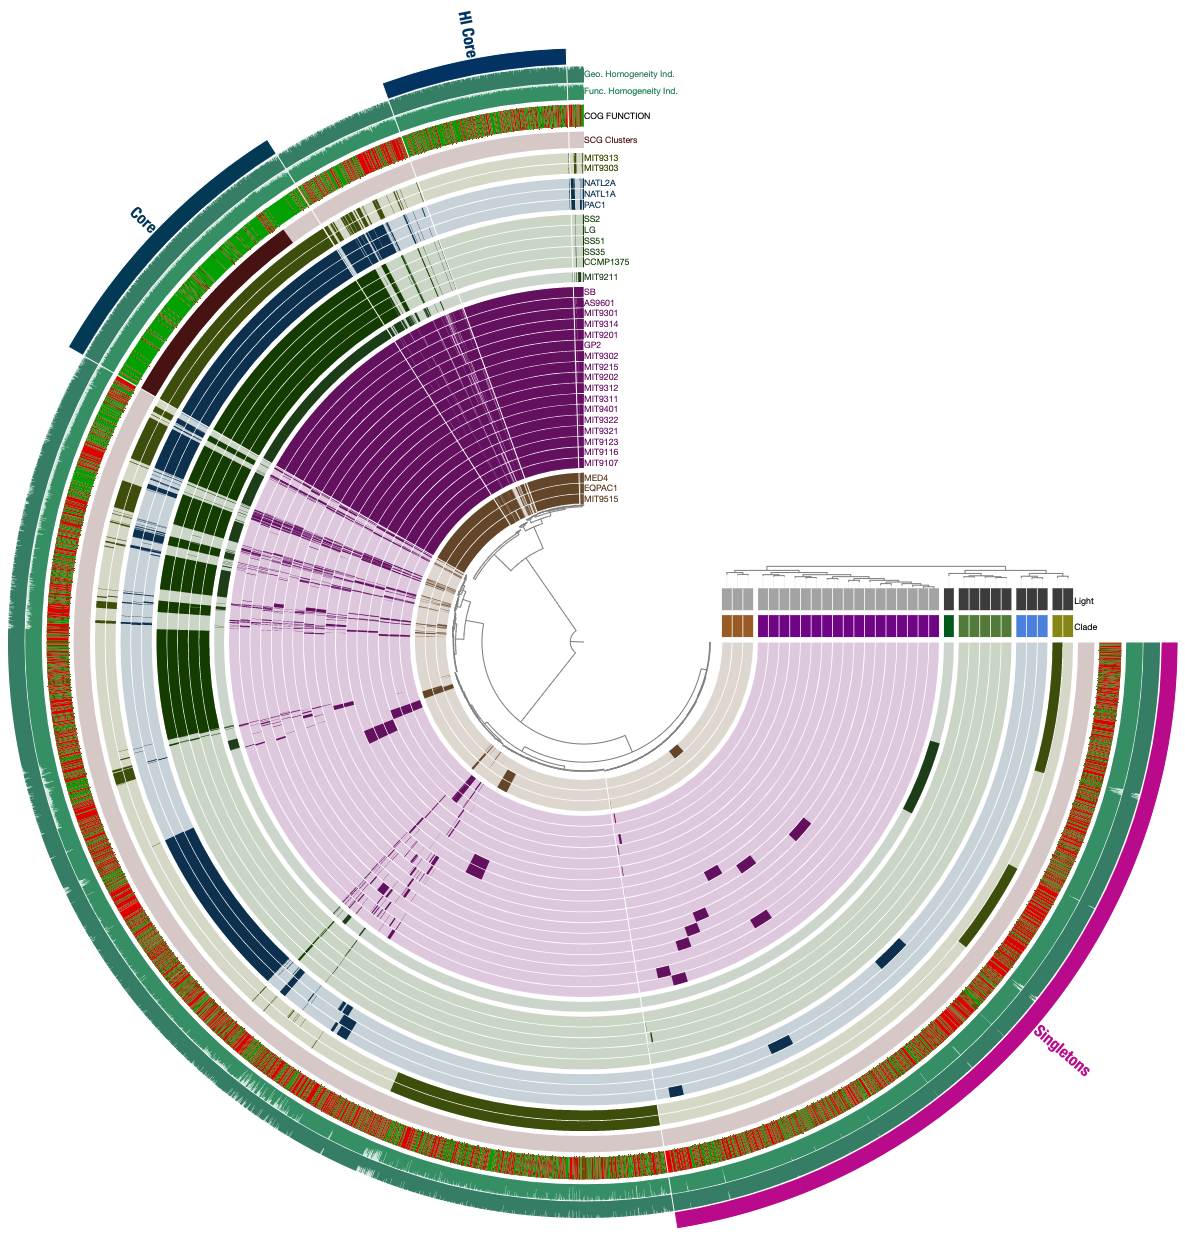 HI Core
Geo. Homogeneity Ind.
Func. Homogeneity Ind.
COG FUNCTION
SCG Clusters
MIT9313
MIT9303
NATL2A
NATL1A
PAC1
SS2
LG
SS51
SS35
CCMP1375
MIT9211
SB
AS9601
MIT9301
MIT9314
MIT9201
GP2
MIT9302
MIT9215
MIT9202
MIT9312
MIT9311
MIT9401
MIT9322
MIT9321
MIT9123
MIT9116
MIT9107
MED4
EQPAC1
MIT9515
Core
Light
Clade
Singletons